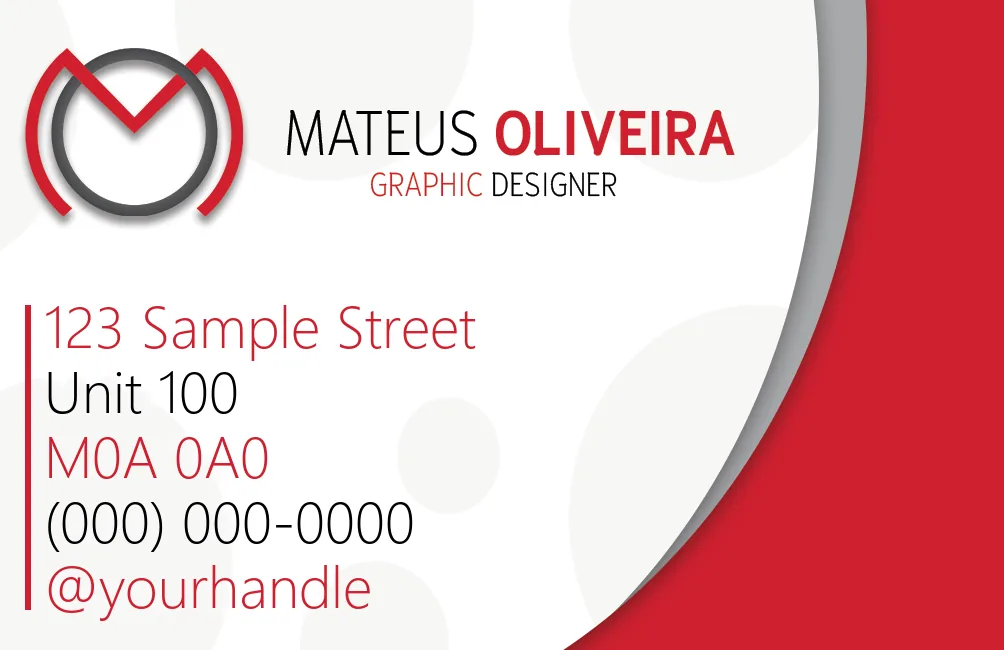 MATEUS OLIVEIRA
GRAPHIC DESIGNER
123 Sample Street
Unit 100
M0A 0A0
(000) 000-0000
@yourhandle